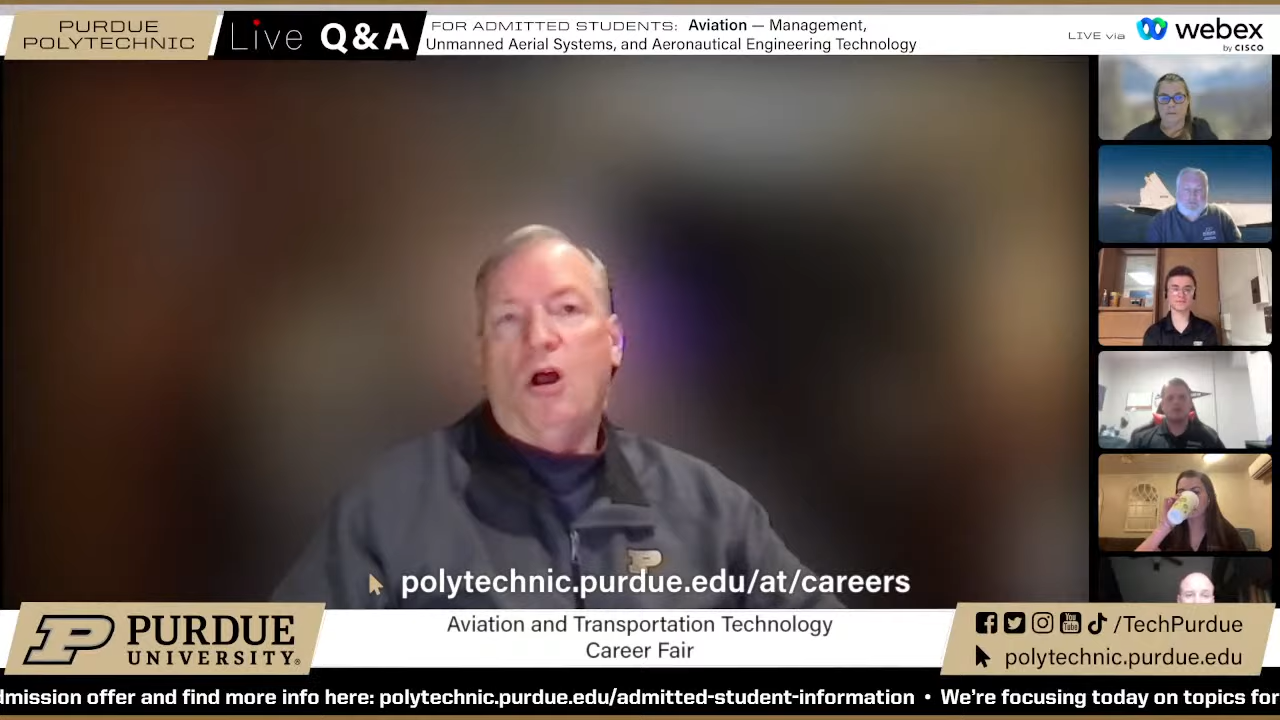 PURDUE
POLYTECHNIC
Live Q&A
FOR ADMITTED STUDENTS: Aviation — Management,
Unmanned Aerial Systems, and Aeronautical Engineering Technology
LIVE via webex
by CISCO
polytechnic.purdue.edu/at/careers
P PURDUE
UNIVERSITY®
Aviation and Transportation Technology
Career Fair
You Tube /TechPurdue
polytechnic.purdue.edu
dmission offer and find more info here: polytechnic.purdue.edu/admitted-student-information • We're focusing today on topics for